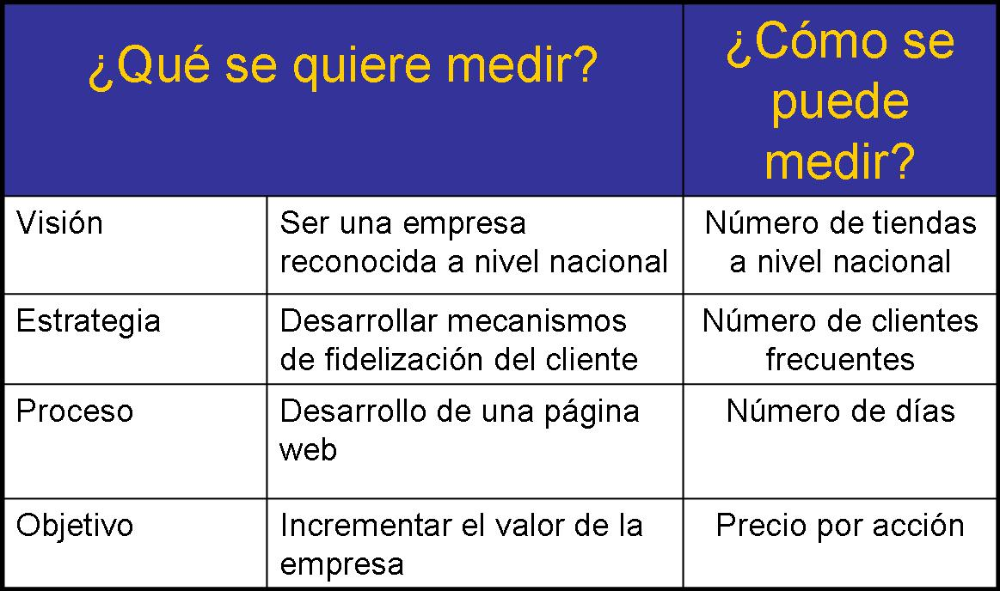 ¿Qué se quiere medir?
¿Cómo se
puede
medir?
Visión
Ser una empresa
reconocida a nivel nacional
Número de tiendas
a nivel nacional
Estrategia
Desarrollar mecanismos
de fidelización del cliente
Número de clientes
frecuentes
Proceso
Desarrollo de una página
web
Número de días
Objetivo
Incrementar el valor de la
empresa
Precio por acción